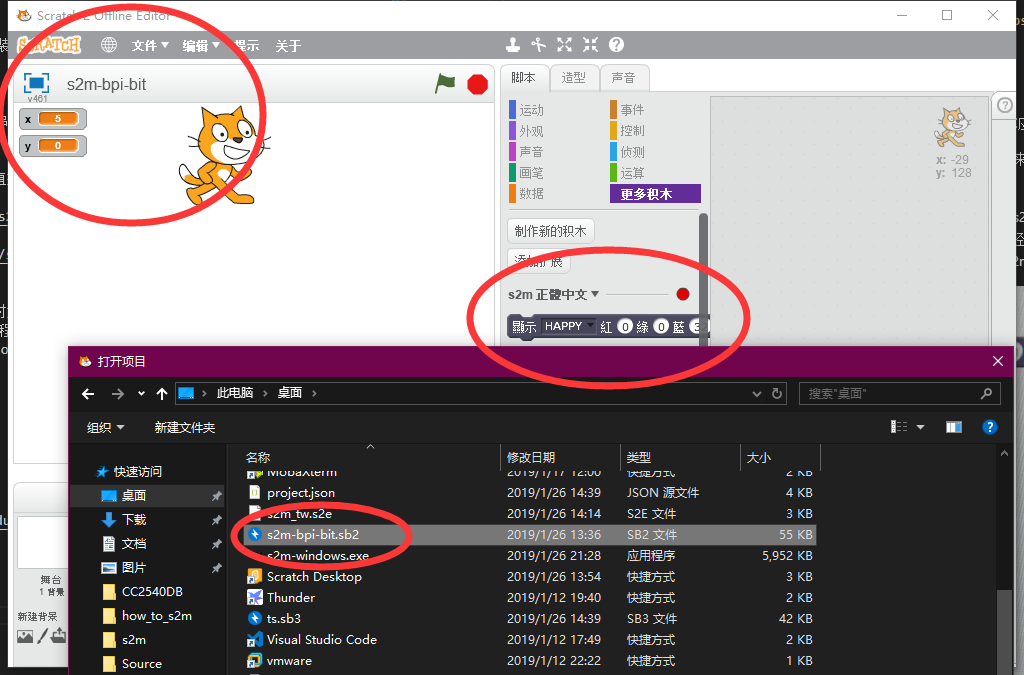 Scratch 2 Offline Editor
SCRATCH 文件 编辑 提示 关于
s2m-bpi-bit
v461
x 5
y 0
脚本 造型 声音
运动 事件
外观 控制
声音 侦测
画笔 运算
数据 更多积木
x: -29
y: 128
制作新的积木
添加扩展
s2m 正體中文
顯示 HAPPY 红 0 绿 0 藍 3
舞台
1 背景
新建背景
打开项目
此电脑 桌面
搜索"桌面"
组织 新建文件夹
名称 修改日期 类型 大小
快速访问
桌面
下载
文档
图片
CC2540DB
how_to_s2m
s2m
Source
MobaXterm 2019/1/17 12:00 快捷方式 2 KB
project.json 2019/1/26 14:39 JSON 源文件 4 KB
s2m_tw.s2e 2019/1/26 14:14 S2E 文件 3 KB
s2m-bpi-bit.sb2 2019/1/26 13:36 SB2 文件 55 KB
s2m-windows.exe 2019/1/26 21:28 应用程序 5,952 KB
Scratch Desktop 2019/1/26 13:54 快捷方式 3 KB
Thunder 2019/1/12 19:40 快捷方式 2 KB
ts.sb3 2019/1/26 14:39 SB3 文件 42 KB
Visual Studio Code 2019/1/12 17:49 快捷方式 2 KB
vmware 2019/1/12 22:22 快捷方式 1 KB